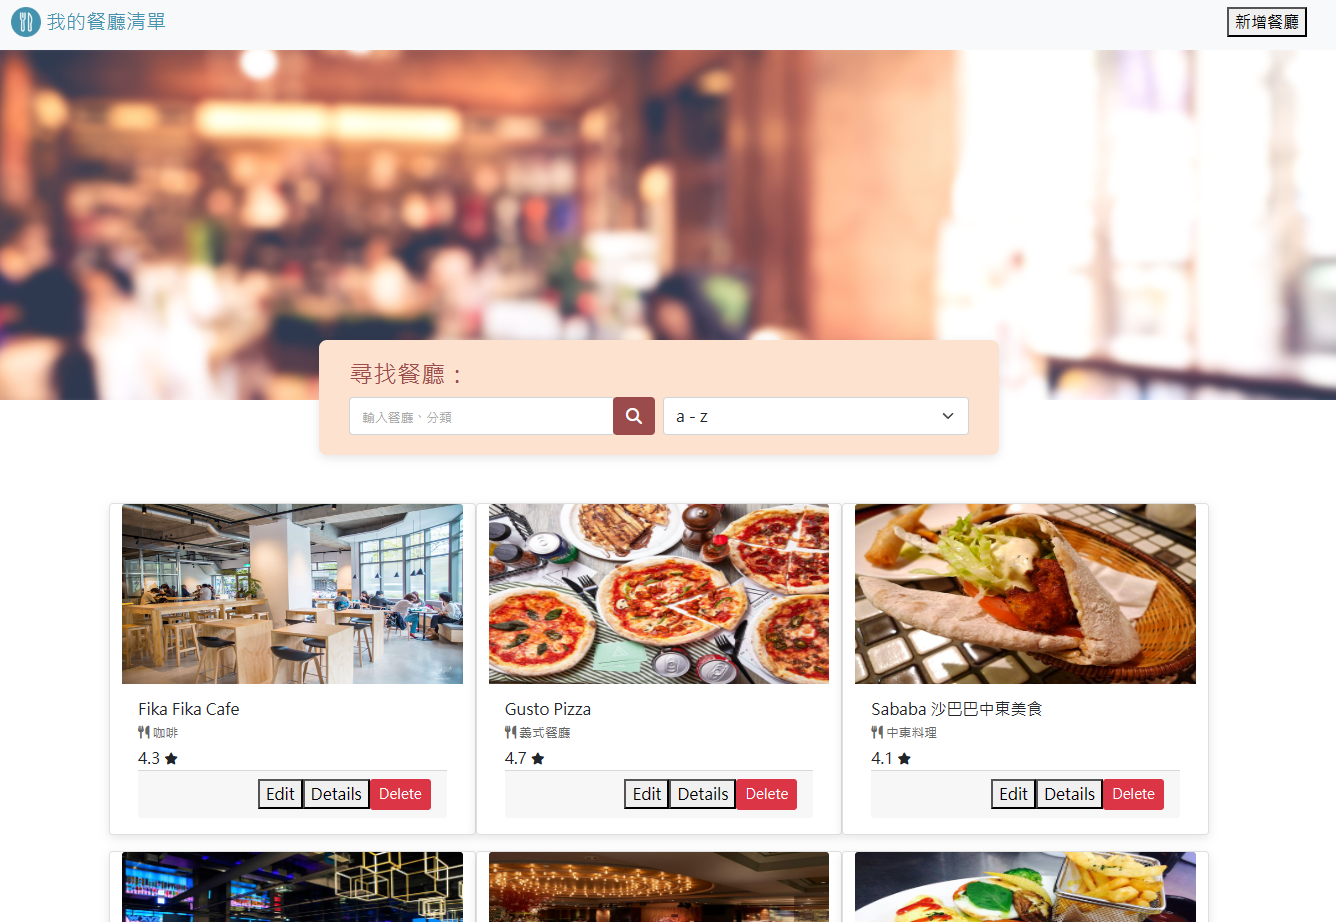 我的餐廳清單
新增餐廳
尋找餐廳：
輸入餐廳、分類
a - z
Fika Fika Cafe
咖啡
4.3
Edit Details Delete
Gusto Pizza
義式餐廳
4.7
Edit Details Delete
Sababa 沙巴巴中東美食
中東料理
4.1
Edit Details Delete